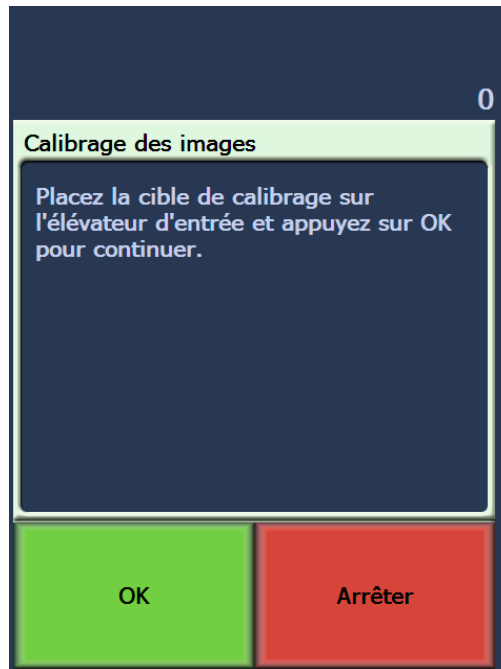 0
Calibrage des images
Placez la cible de calibrage sur
l'élévateur d'entrée et appuyez sur OK
pour continuer.
OK
Arrêter